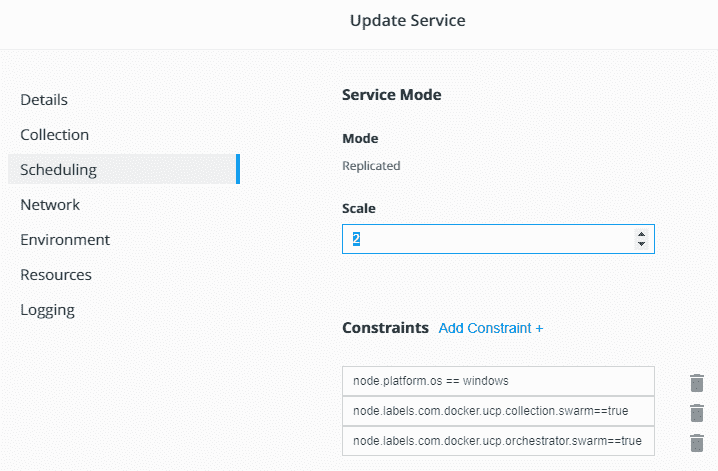 Update Service
Details
Collection
Scheduling
Network
Environment
Resources
Logging
Service Mode
Mode
Replicated
Scale
2
Constraints Add Constraint +
node.platform.os == windows
node.labels.com.docker.ucp.collection.swarm==true
node.labels.com.docker.ucp.orchestrator.swarm==true